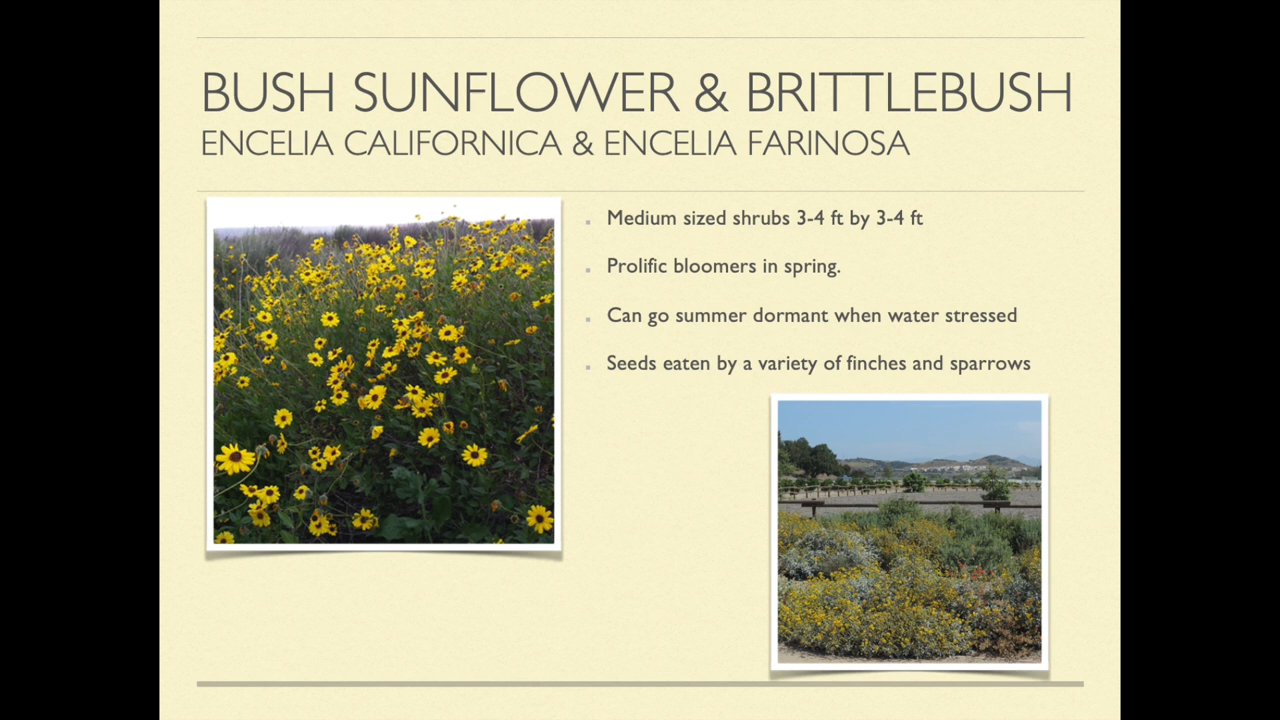 BUSH SUNFLOWER & BRITTLEBUSH
ENCELIA CALIFORNICA & ENCELIA FARINOSA
Medium sized shrubs 3-4 ft by 3-4 ft
Prolific bloomers in spring.
Can go summer dormant when water stressed
Seeds eaten by a variety of finches and sparrows